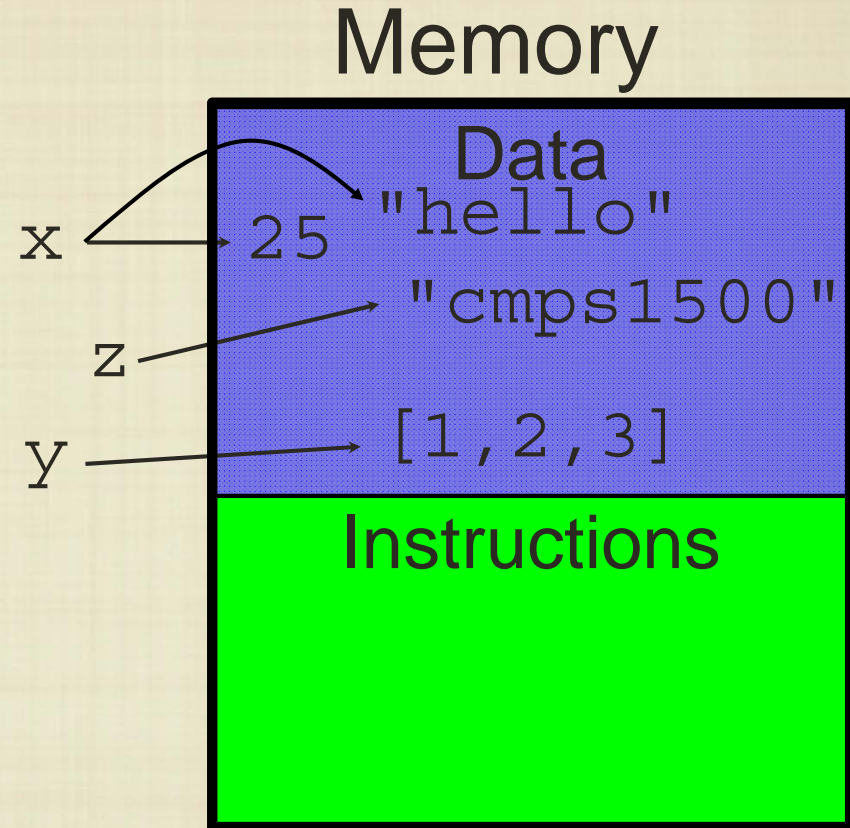 Memory
Data
x
25
"hello"
z
"cmps1500"
y
[1,2,3]
Instructions